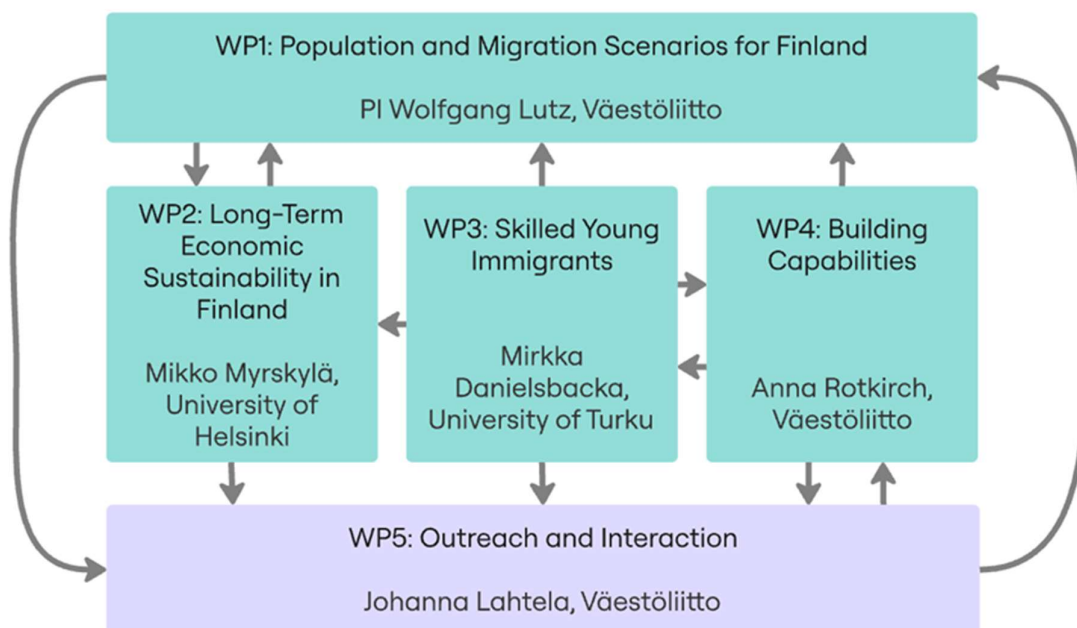 WP1: Population and Migration Scenarios for Finland
PI Wolfgang Lutz, Väestöliitto
WP2: Long-Term
Economic
Sustainability in
Finland
Mikko Myrskylä,
University of
Helsinki
WP3: Skilled Young
Immigrants
Mirkka
Danielsbacka,
University of Turku
WP4: Building
Capabilities
Anna Rotkirch,
Väestöliitto
WP5: Outreach and Interaction
Johanna Lahtela, Väestöliitto